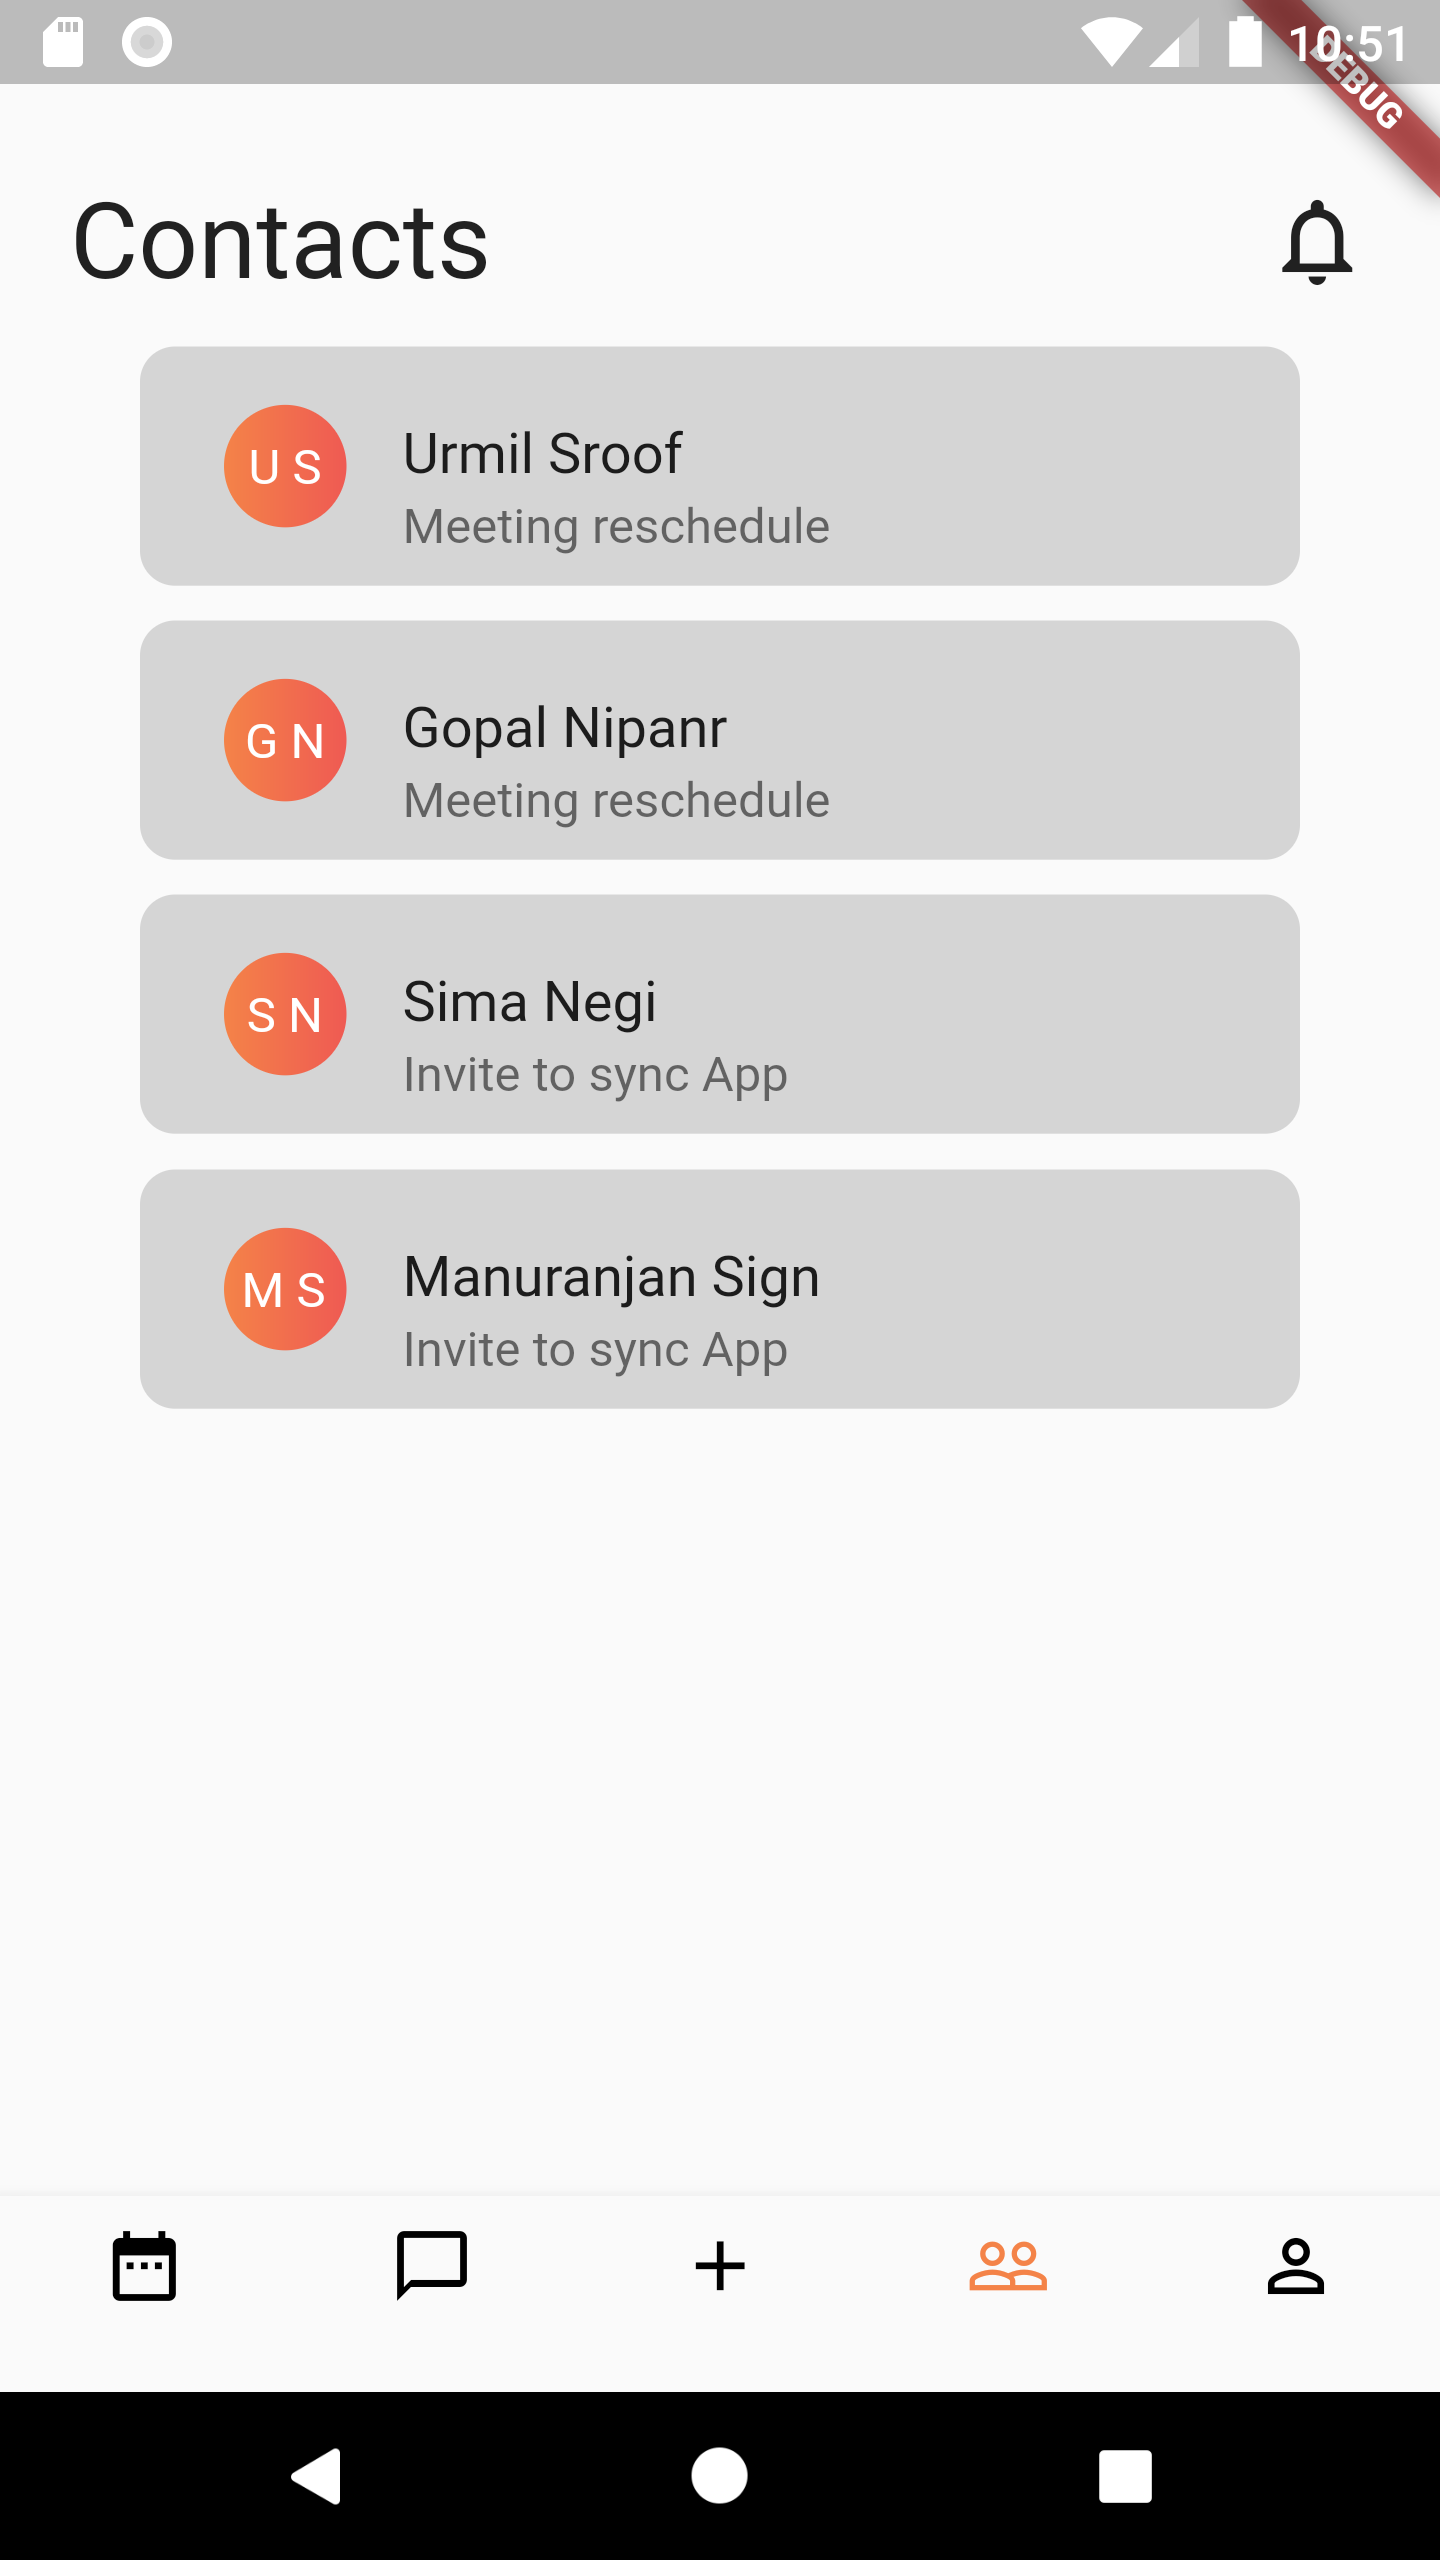 10:51
DEBUG
Contacts
U S
Urmil Sroof
Meeting reschedule
G N
Gopal Nipanr
Meeting reschedule
S N
Sima Negi
Invite to sync App
M S
Manuranjan Sign
Invite to sync App